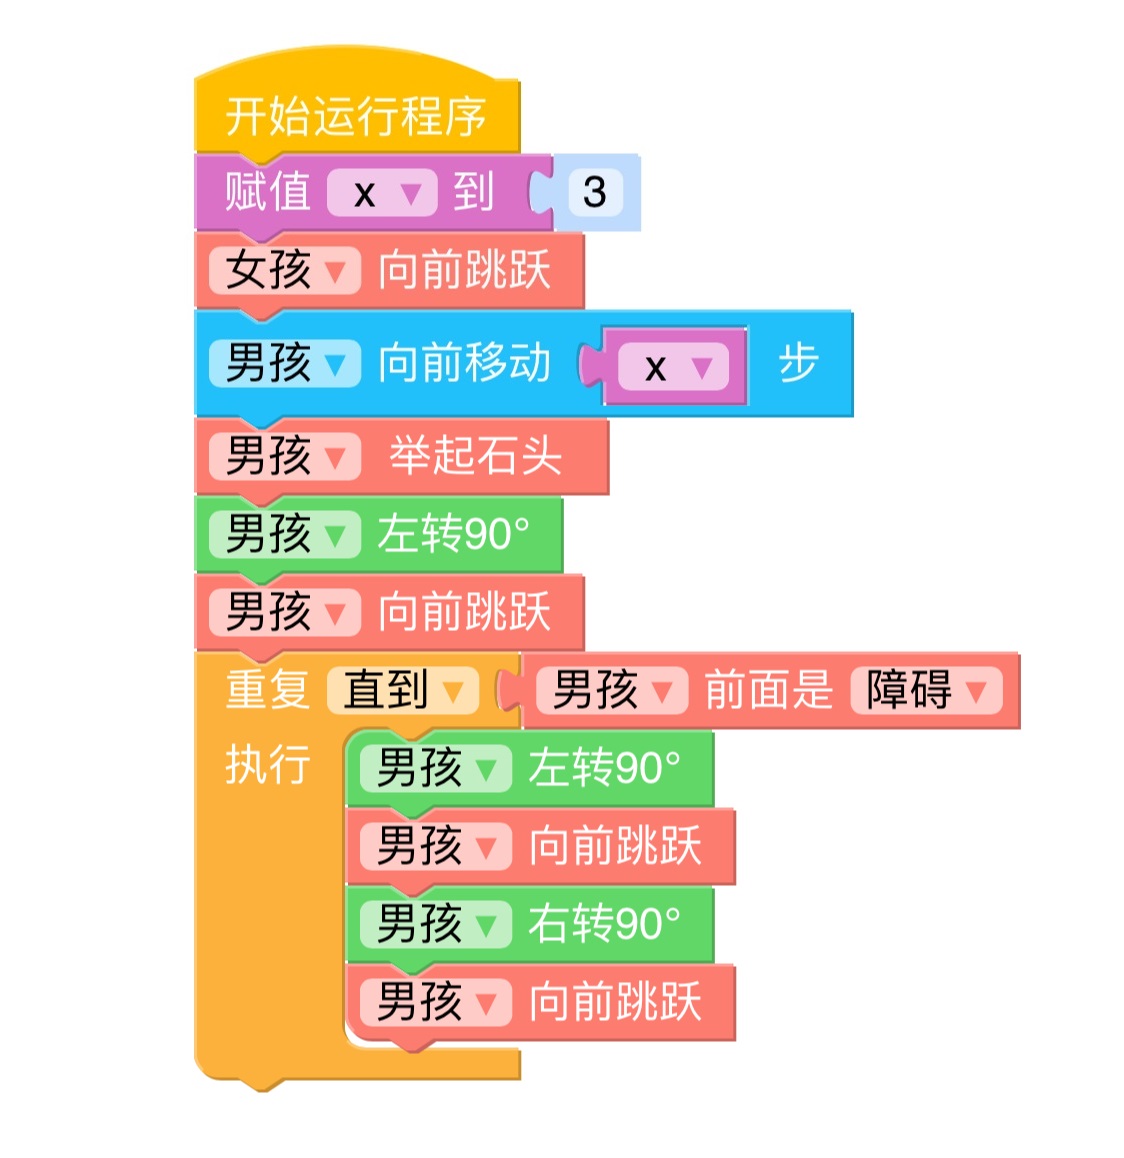 开始运行程序
赋值 x ▼ 到 3
女孩 ▼ 向前跳跃
男孩 ▼ 向前移动 x ▼ 步
男孩 ▼ 举起石头
男孩 ▼ 左转90°
男孩 ▼ 向前跳跃
重复 直到 ▼ 男孩 ▼ 前面是 障碍 ▼
执行 男孩 ▼ 左转90°
男孩 ▼ 向前跳跃
男孩 ▼ 右转90°
男孩 ▼ 向前跳跃